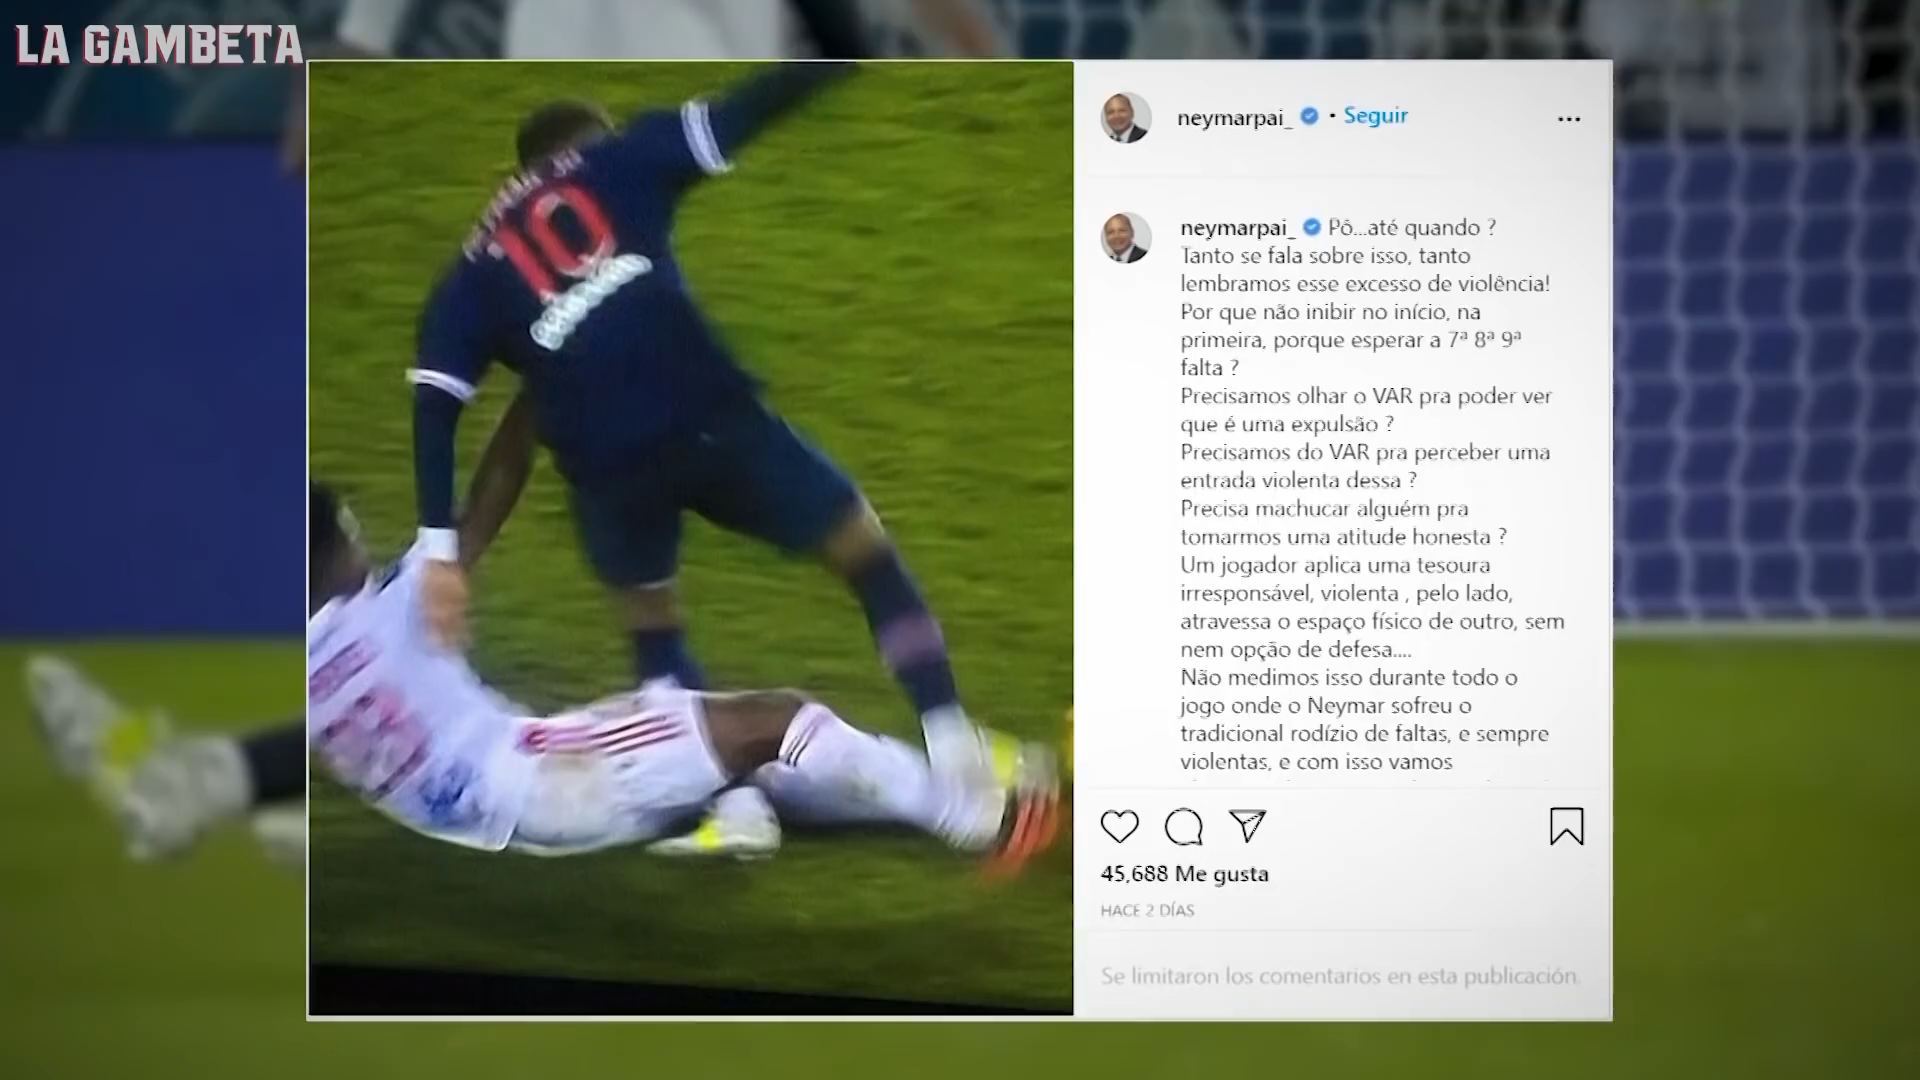 LA GAMBETA
10
neymarpai_ • Seguir
neymarpai_ Pô...até quando ?
Tanto se fala sobre isso, tanto
lembramos esse excesso de violência!
Por que não inibir no início, na
primeira, porque esperar a 7ª 8ª 9ª
falta ?
Precisamos olhar o VAR pra poder ver
que é uma expulsão ?
Precisamos do VAR pra perceber uma
entrada violenta dessa ?
Precisa machucar alguém pra
tomarmos uma atitude honesta ?
Um jogador aplica uma tesoura
irresponsável, violenta , pelo lado,
atravessa o espaço físico de outro, sem
nem opção de defesa....
Não medimos isso durante todo o
jogo onde o Neymar sofreu o
tradicional rodízio de faltas, e sempre
violentas, e com isso vamos
45,688 Me gusta
HACE 2 DÍAS
Se limitaron los comentarios en esta publicación.